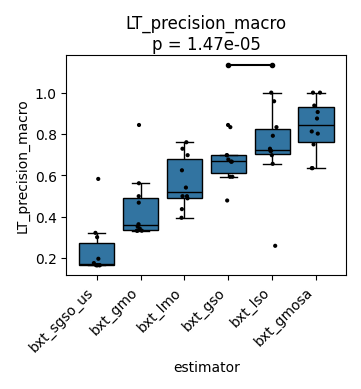 LT_precision_macro
p = 1.47e-05
LT_precision_macro
1.0
0.8
0.6
0.4
0.2
bxt_sgso_us
bxt_gmo
bxt_lmo
bxt_gso
bxt_lso
bxt_gmosa
estimator